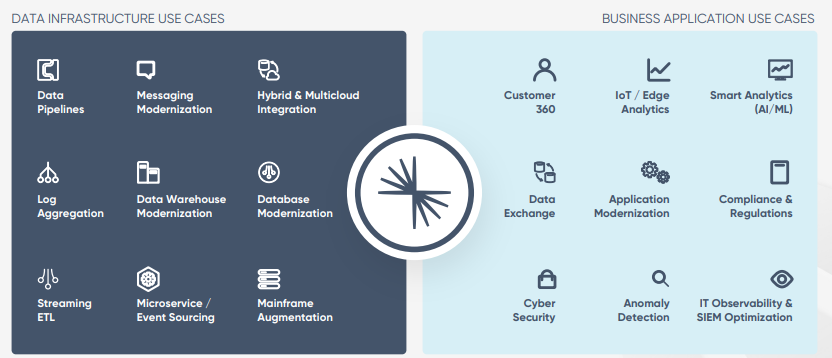 DATA INFRASTRUCTURE USE CASES
BUSINESS APPLICATION USE CASES
Data
Pipelines
Messaging
Modernization
Hybrid & Multicloud
Integration
Log
Aggregation
Data Warehouse
Modernization
Database
Modernization
Streaming
ETL
Microservice /
Event Sourcing
Mainframe
Augmentation
Customer
360
IoT / Edge
Analytics
Smart Analytics
(AI/ML)
Data
Exchange
Application
Modernization
Compliance &
Regulations
Cyber
Security
Anomaly
Detection
IT Observability &
SIEM Optimization